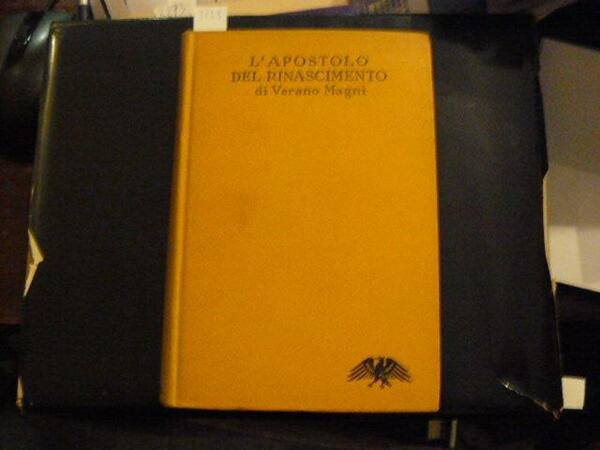 L'APOSTOLO
DEL RINASCIMENTO
di Verano Magni